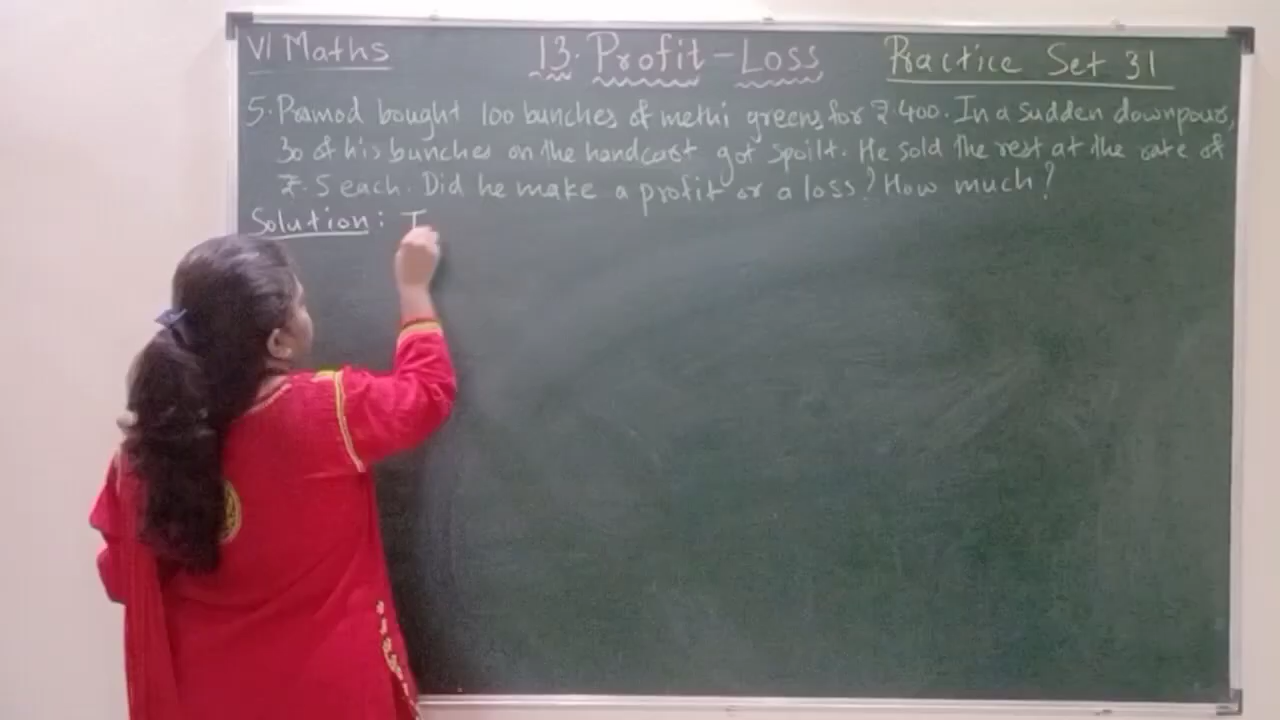 VI Maths
13. Profit - Loss
Practice Set 31
5. Pramod bought 100 bunches of methi greens for ₹.400. In a sudden downpour,
30 of his bunches on the handcart got spoilt. He sold the rest at the rate of
₹.5 each. Did he make a profit or a loss? How much?
Solution: T